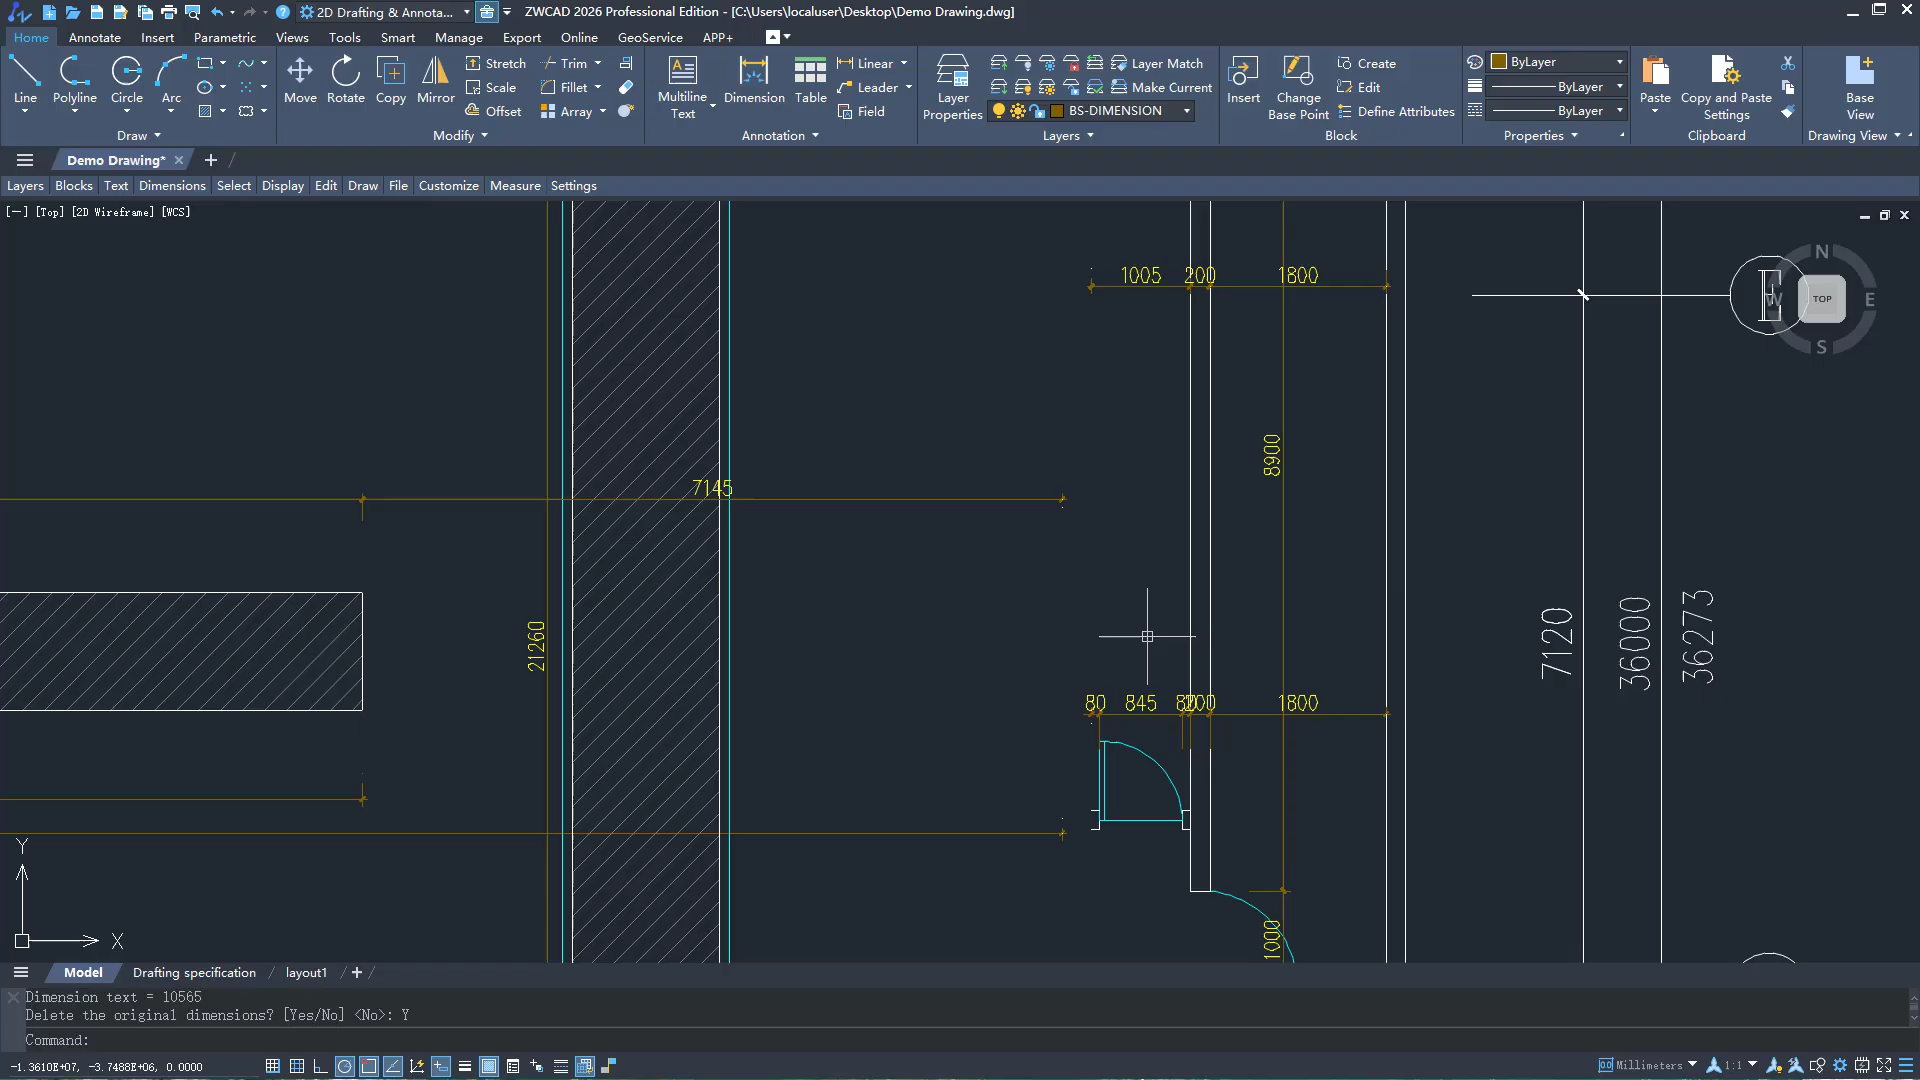 2D Drafting & Annota... ZWCAD 2026 Professional Edition - [C:\Users\localuser\Desktop\Demo Drawing.dwg]
Home Annotate Insert Parametric Views Tools Smart Manage Export Online GeoService APP+
Line Polyline Circle Arc
Draw
Move Rotate Copy Mirror
Stretch Trim
Scale Fillet
Offset Array
Modify
Multiline Text Dimension Table
Linear
Leader
Field
Annotation
Layer Properties
Layer Match
Make Current
BS-DIMENSION
Layers
Insert Change Base Point
Create
Edit
Define Attributes
Block
ByLayer
ByLayer
ByLayer
Properties
Paste Copy and Paste Settings
Clipboard
Base View
Drawing View
Demo Drawing*
Layers Blocks Text Dimensions Select Display Edit Draw File Customize Measure Settings
[—] [Top] [2D Wireframe] [WCS]
N
W TOP E
S
H
1005 200 1800
8900
7145
21260
7120
36000
36273
80 845 200 1800
1000
Y
X
Model Drafting specification layout1
Dimension text = 10565
Delete the original dimensions? [Yes/No] <No>: Y
Command:
-1.3610E+07, -3.7488E+06, 0.0000
Millimeters 1:1